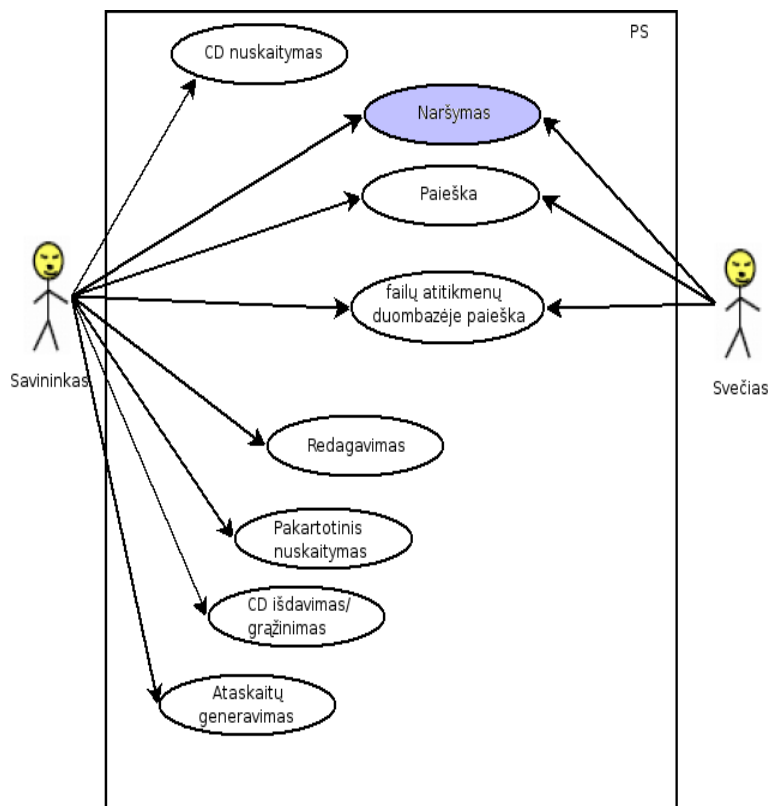 PS
CD nuskaitymas
Naršymas
Paieška
failų atitikmenų
duombazėje paieška
Savininkas
Svečias
Redagavimas
Pakartotinis
nuskaitymas
CD išdavimas/
grąžinimas
Ataskaitų
generavimas